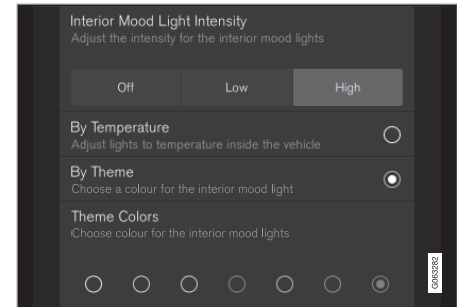 Interior Mood Light Intensity
Adjust the intensity for the interior mood lights
Off Low High
By Temperature
Adjust lights to temperature inside the vehicle
By Theme
Choose a colour for the interior mood light
Theme Colors
Choose colour for the interior mood lights
G063282